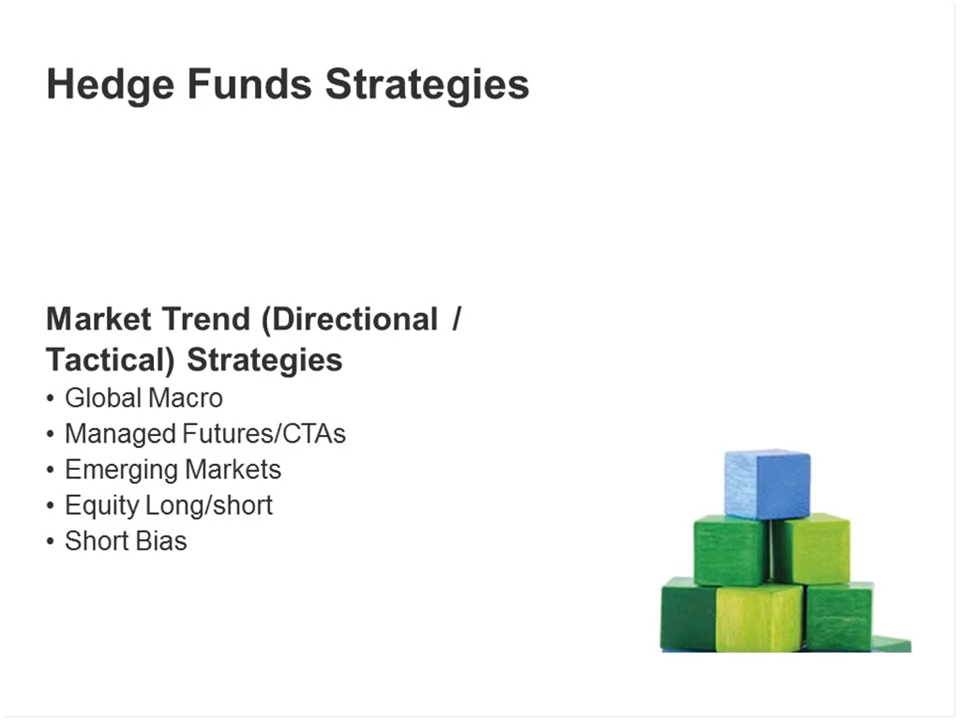 Hedge Funds Strategies
Market Trend (Directional /
Tactical) Strategies
• Global Macro
• Managed Futures/CTAs
• Emerging Markets
• Equity Long/short
• Short Bias